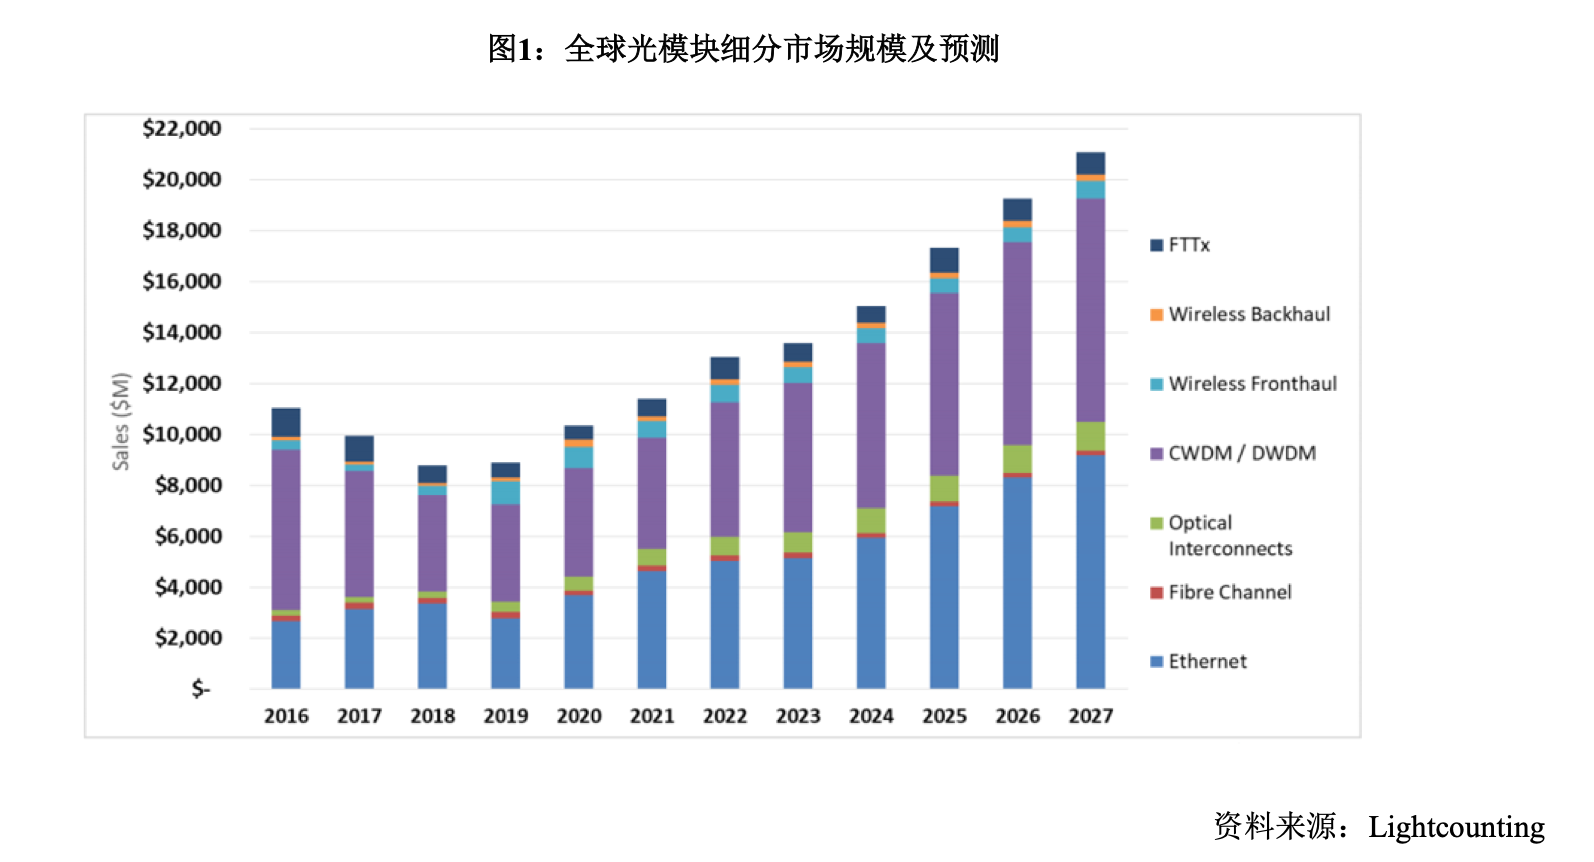 图1：全球光模块细分市场规模及预测
$22,000
$20,000
$18,000
$16,000
$14,000
$12,000
$10,000
$8,000
$6,000
$4,000
$2,000
$-
Sales ($M)
2016 2017 2018 2019 2020 2021 2022 2023 2024 2025 2026 2027
FTTx
Wireless Backhaul
Wireless Fronthaul
CWDM / DWDM
Optical
Interconnects
Fibre Channel
Ethernet
资料来源：Lightcounting